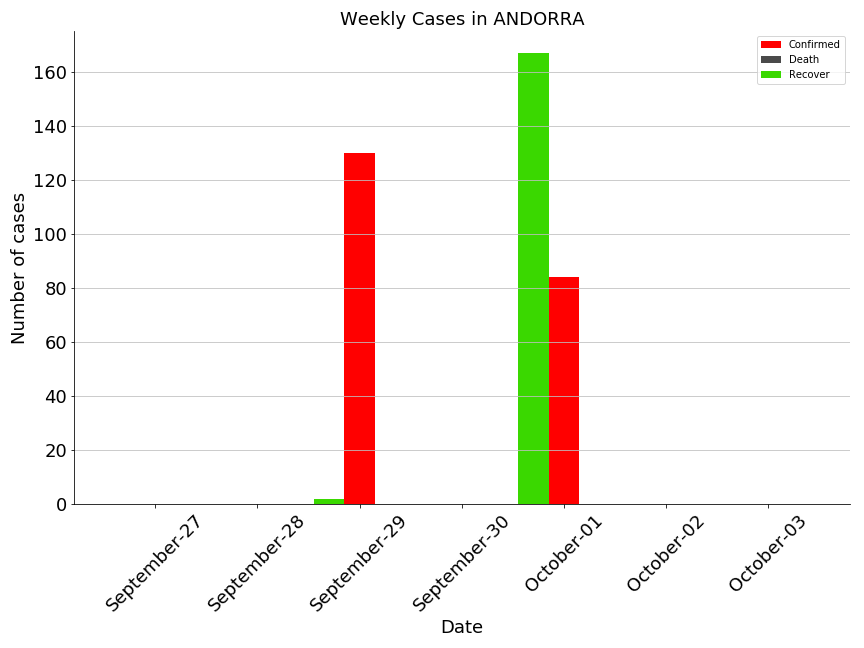 Weekly Cases in ANDORRA
Confirmed
Death
Recover
160
140
120
100
80
60
40
20
0
Number of cases
September-27
September-28
September-29
September-30
October-01
October-02
October-03
Date